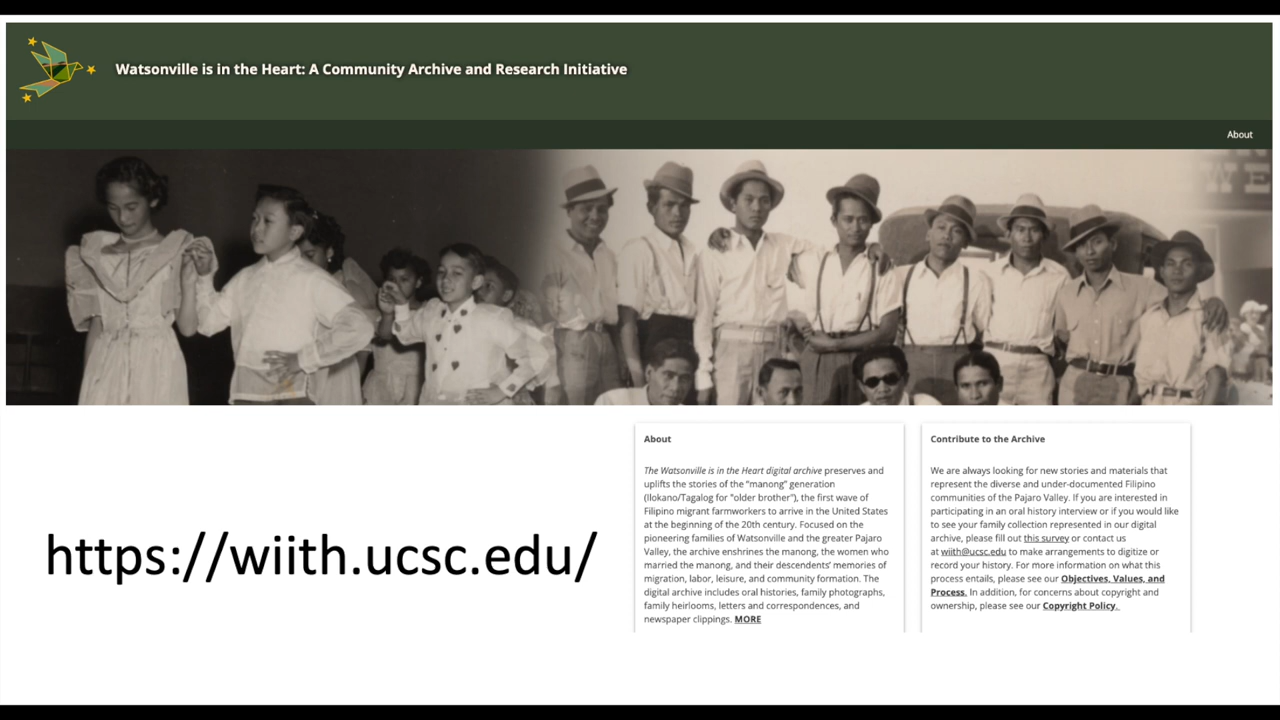 Watsonville is in the Heart: A Community Archive and Research Initiative
About
WE
https://wiith.ucsc.edu/
About
The Watsonville is in the Heart digital archive preserves and
uplifts the stories of the "manong" generation
(Ilokano/Tagalog for "older brother"), the first wave of
Filipino migrant farmworkers to arrive in the United States
at the beginning of the 20th century. Focused on the
pioneering families of Watsonville and the greater Pajaro
Valley, the archive enshrines the manong, the women who
married the manong, and their descendents' memories of
migration, labor, leisure, and community formation. The
digital archive includes oral histories, family photographs,
family heirlooms, letters and correspondences, and
newspaper clippings. MORE
Contribute to the Archive
We are always looking for new stories and materials that
represent the diverse and under-documented Filipino
communities of the Pajaro Valley. If you are interested in
participating in an oral history interview or if you would like
to see your family collection represented in our digital
archive, please fill out this survey or contact us
at wiith@ucsc.edu to make arrangements to digitize or
record your history. For more information on what this
process entails, please see our Objectives, Values, and
Process. In addition, for concerns about copyright and
ownership, please see our Copyright Policy.